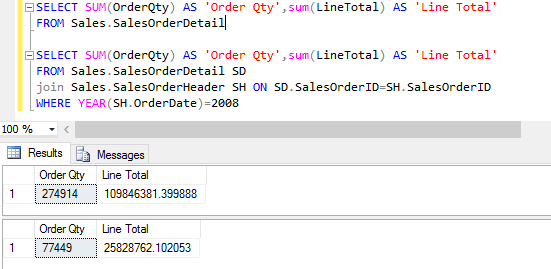 SELECT SUM(OrderQty) AS 'Order Qty',sum(LineTotal) AS 'Line Total'
FROM Sales.SalesOrderDetail
SELECT SUM(OrderQty) AS 'Order Qty',sum(LineTotal) AS 'Line Total'
FROM Sales.SalesOrderDetail SD
join Sales.SalesOrderHeader SH ON SD.SalesOrderID=SH.SalesOrderID
WHERE YEAR(SH.OrderDate)=2008
100 %
Results Messages
Order Qty Line Total
1 274914 109846381.399888
Order Qty Line Total
1 77449 25828762.102053